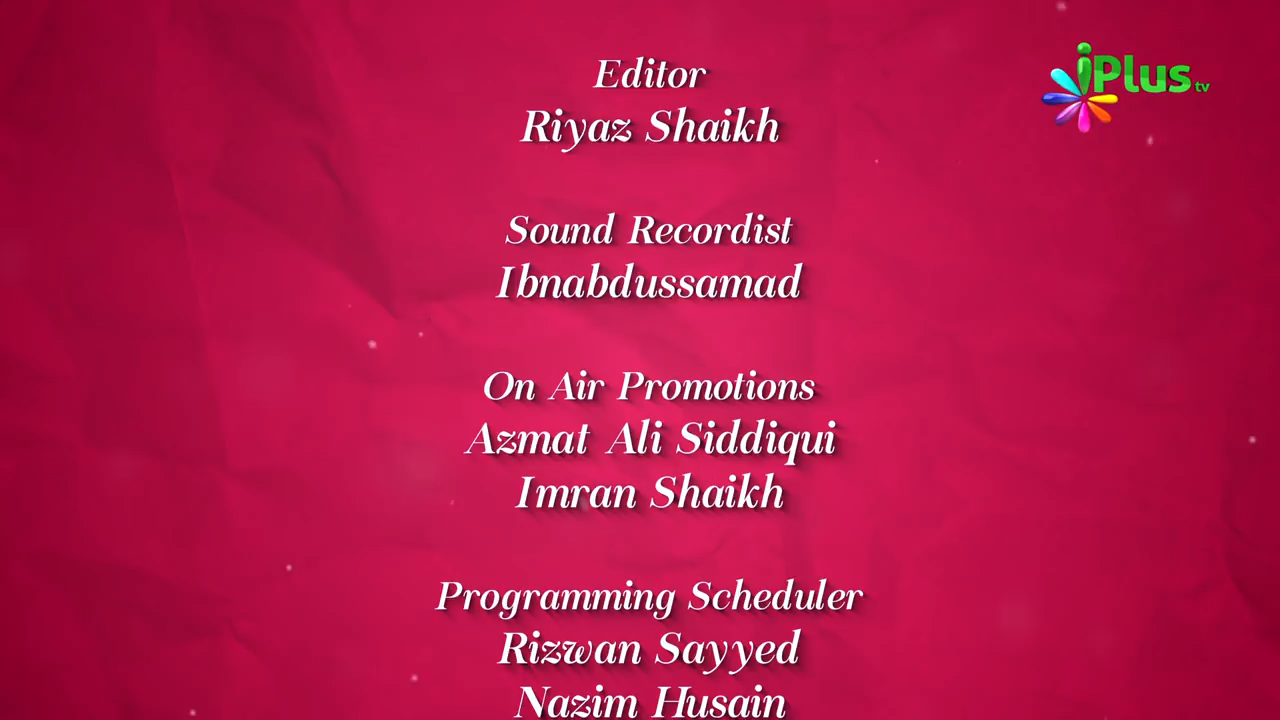 Editor
Riyaz Shaikh
iPlus tv
Sound Recordist
Ibnabdussamad
On Air Promotions
Azmat Ali Siddiqui
Imran Shaikh
Programming Scheduler
Rizwan Sayyed
Nazim Husain